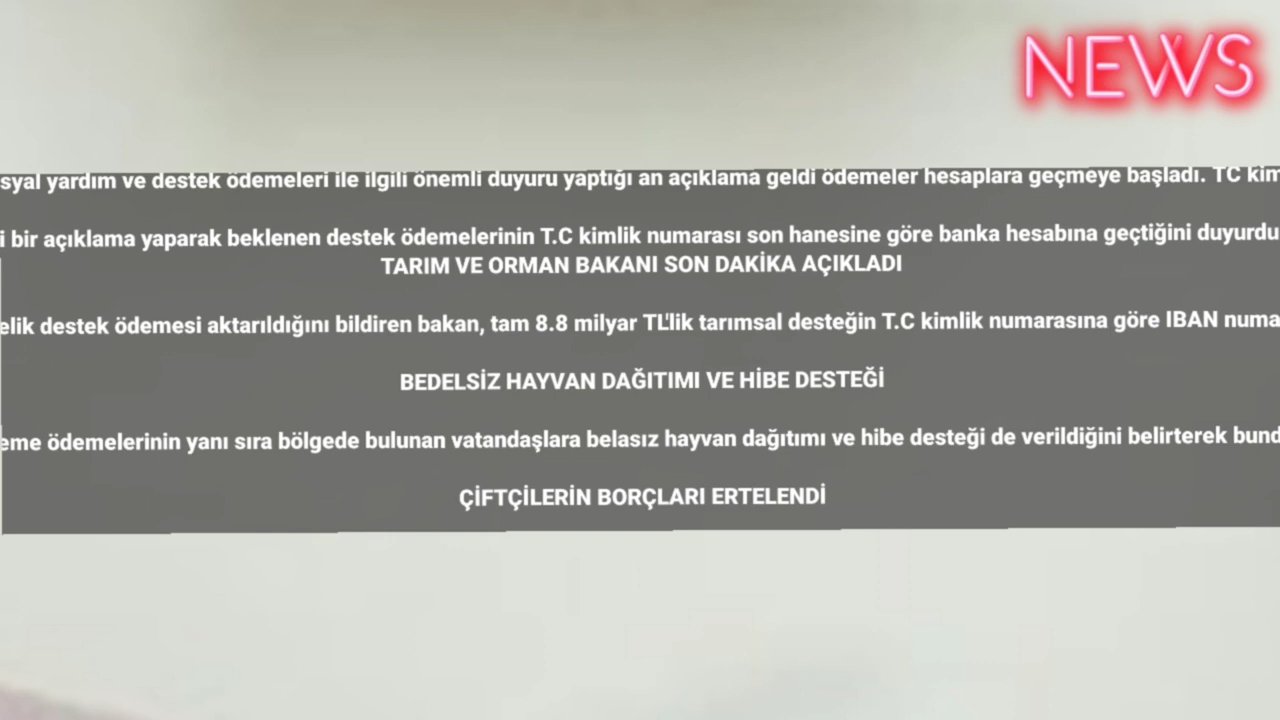 NEWS
syal yardım ve destek ödemeleri ile ilgili önemli duyuru yaptığı an açıklama geldi ödemeler hesaplara geçmeye başladı. TC kim
i bir açıklama yaparak beklenen destek ödemelerinin T.C kimlik numarası son hanesine göre banka hesabına geçtiğini duyurdu
TARIM VE ORMAN BAKANI SON DAKİKA AÇIKLADI
elik destek ödemesi aktarıldığını bildiren bakan, tam 8.8 milyar TL'lik tarımsal desteğin T.C kimlik numarasına göre IBAN numa
BEDELSİZ HAYVAN DAĞITIMI VE HİBE DESTEĞİ
eme ödemelerinin yanı sıra bölgede bulunan vatandaşlara belasız hayvan dağıtımı ve hibe desteği de verildiğini belirterek bund
ÇİFTÇİLERİN BORÇLARI ERTELENDİ